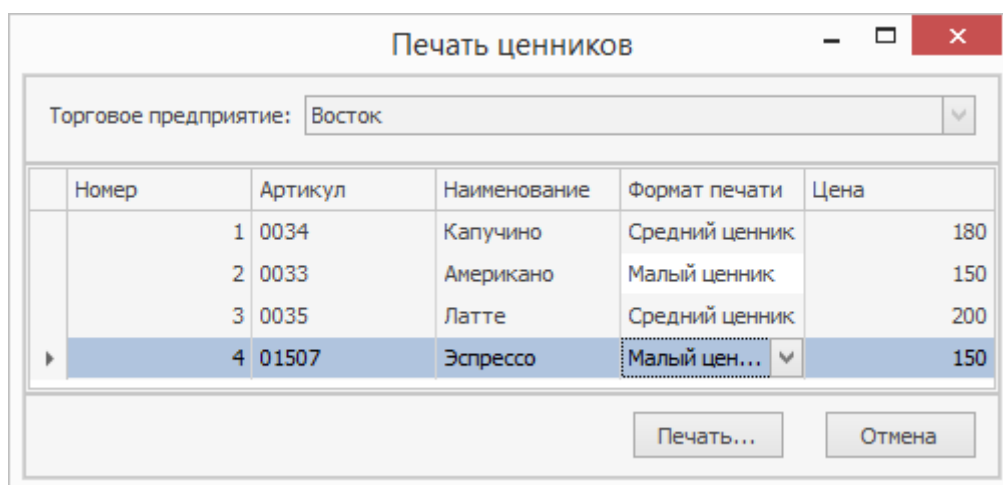 Печать ценников
Торговое предприятие: Восток
Номер Артикул Наименование Формат печати Цена
1 0034 Капучино Средний ценник 180
2 0033 Американо Малый ценник 150
3 0035 Латте Средний ценник 200
4 01507 Эспрессо Малый цен... 150
Печать... Отмена